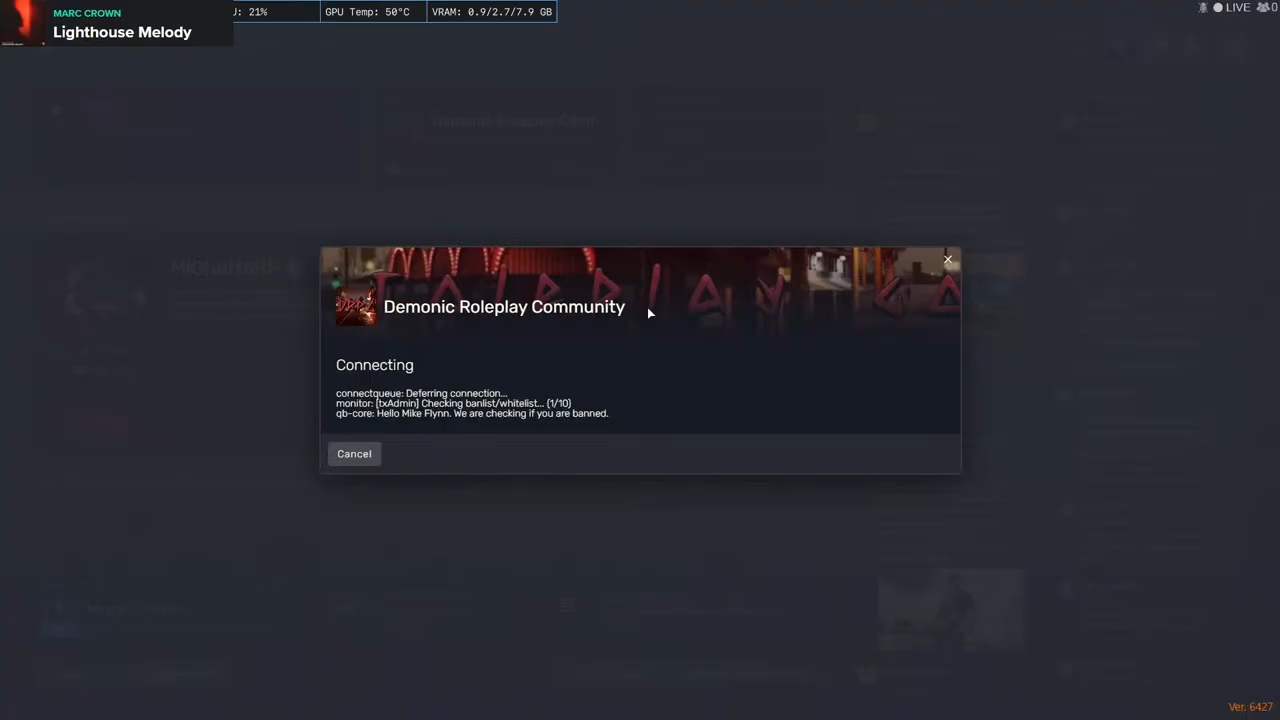 MARC CROWN
Lighthouse Melody
J: 21%
GPU Temp: 50°C
VRAM: 0.9/2.7/7.9 GB
LIVE
0
Demonic Roleplay Community
Connecting
connectqueue: Deferring connection...
monitor: [txAdmin] Checking banlist/whitelist... (1/10)
qb-core: Hello Mike Flynn. We are checking if you are banned.
Cancel
Ver. 6427